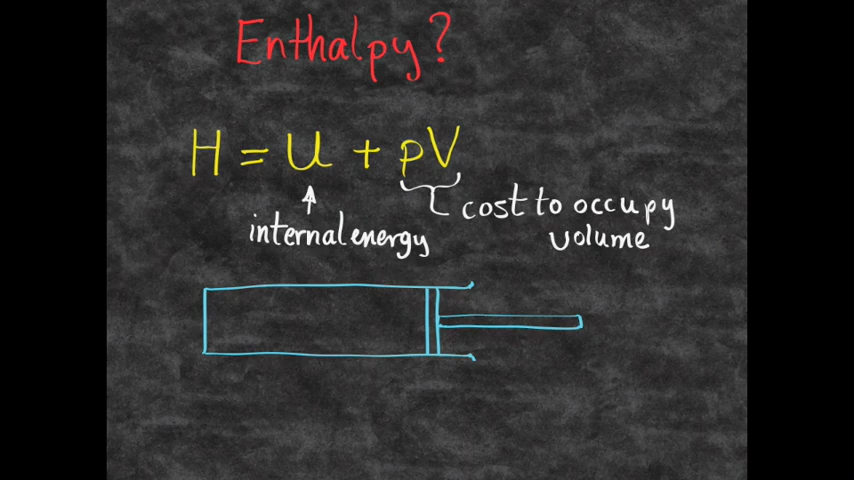 Enthalpy?
H = U + pV
internal energy
cost to occupy
volume